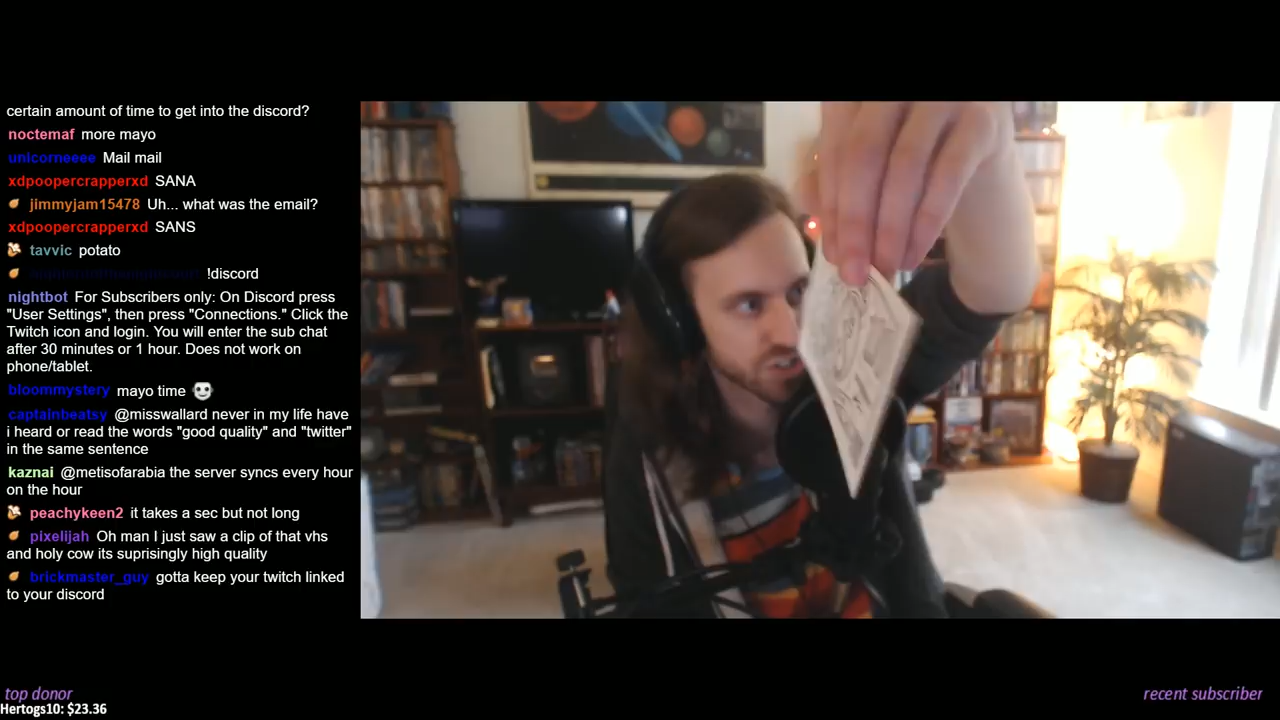 certain amount of time to get into the discord?
noctemaf more mayo
unicorneeee Mail mail
xdpoopercrapperxd SANA
jimmyjam15478 Uh... what was the email?
xdpoopercrapperxd SANS
tavvic potato
!discord
nightbot For Subscribers only: On Discord press
"User Settings", then press "Connections." Click the
Twitch icon and login. You will enter the sub chat
after 30 minutes or 1 hour. Does not work on
phone/tablet.
bloommystery mayo time
captainbeatsy @misswallard never in my life have
i heard or read the words "good quality" and "twitter"
in the same sentence
kaznai @metisofarabia the server syncs every hour
on the hour
peachykeen2 it takes a sec but not long
pixelijah Oh man I just saw a clip of that vhs
and holy cow its suprisingly high quality
brickmaster_guy gotta keep your twitch linked
to your discord
top donor
Hertogs10: $23.36
recent subscriber